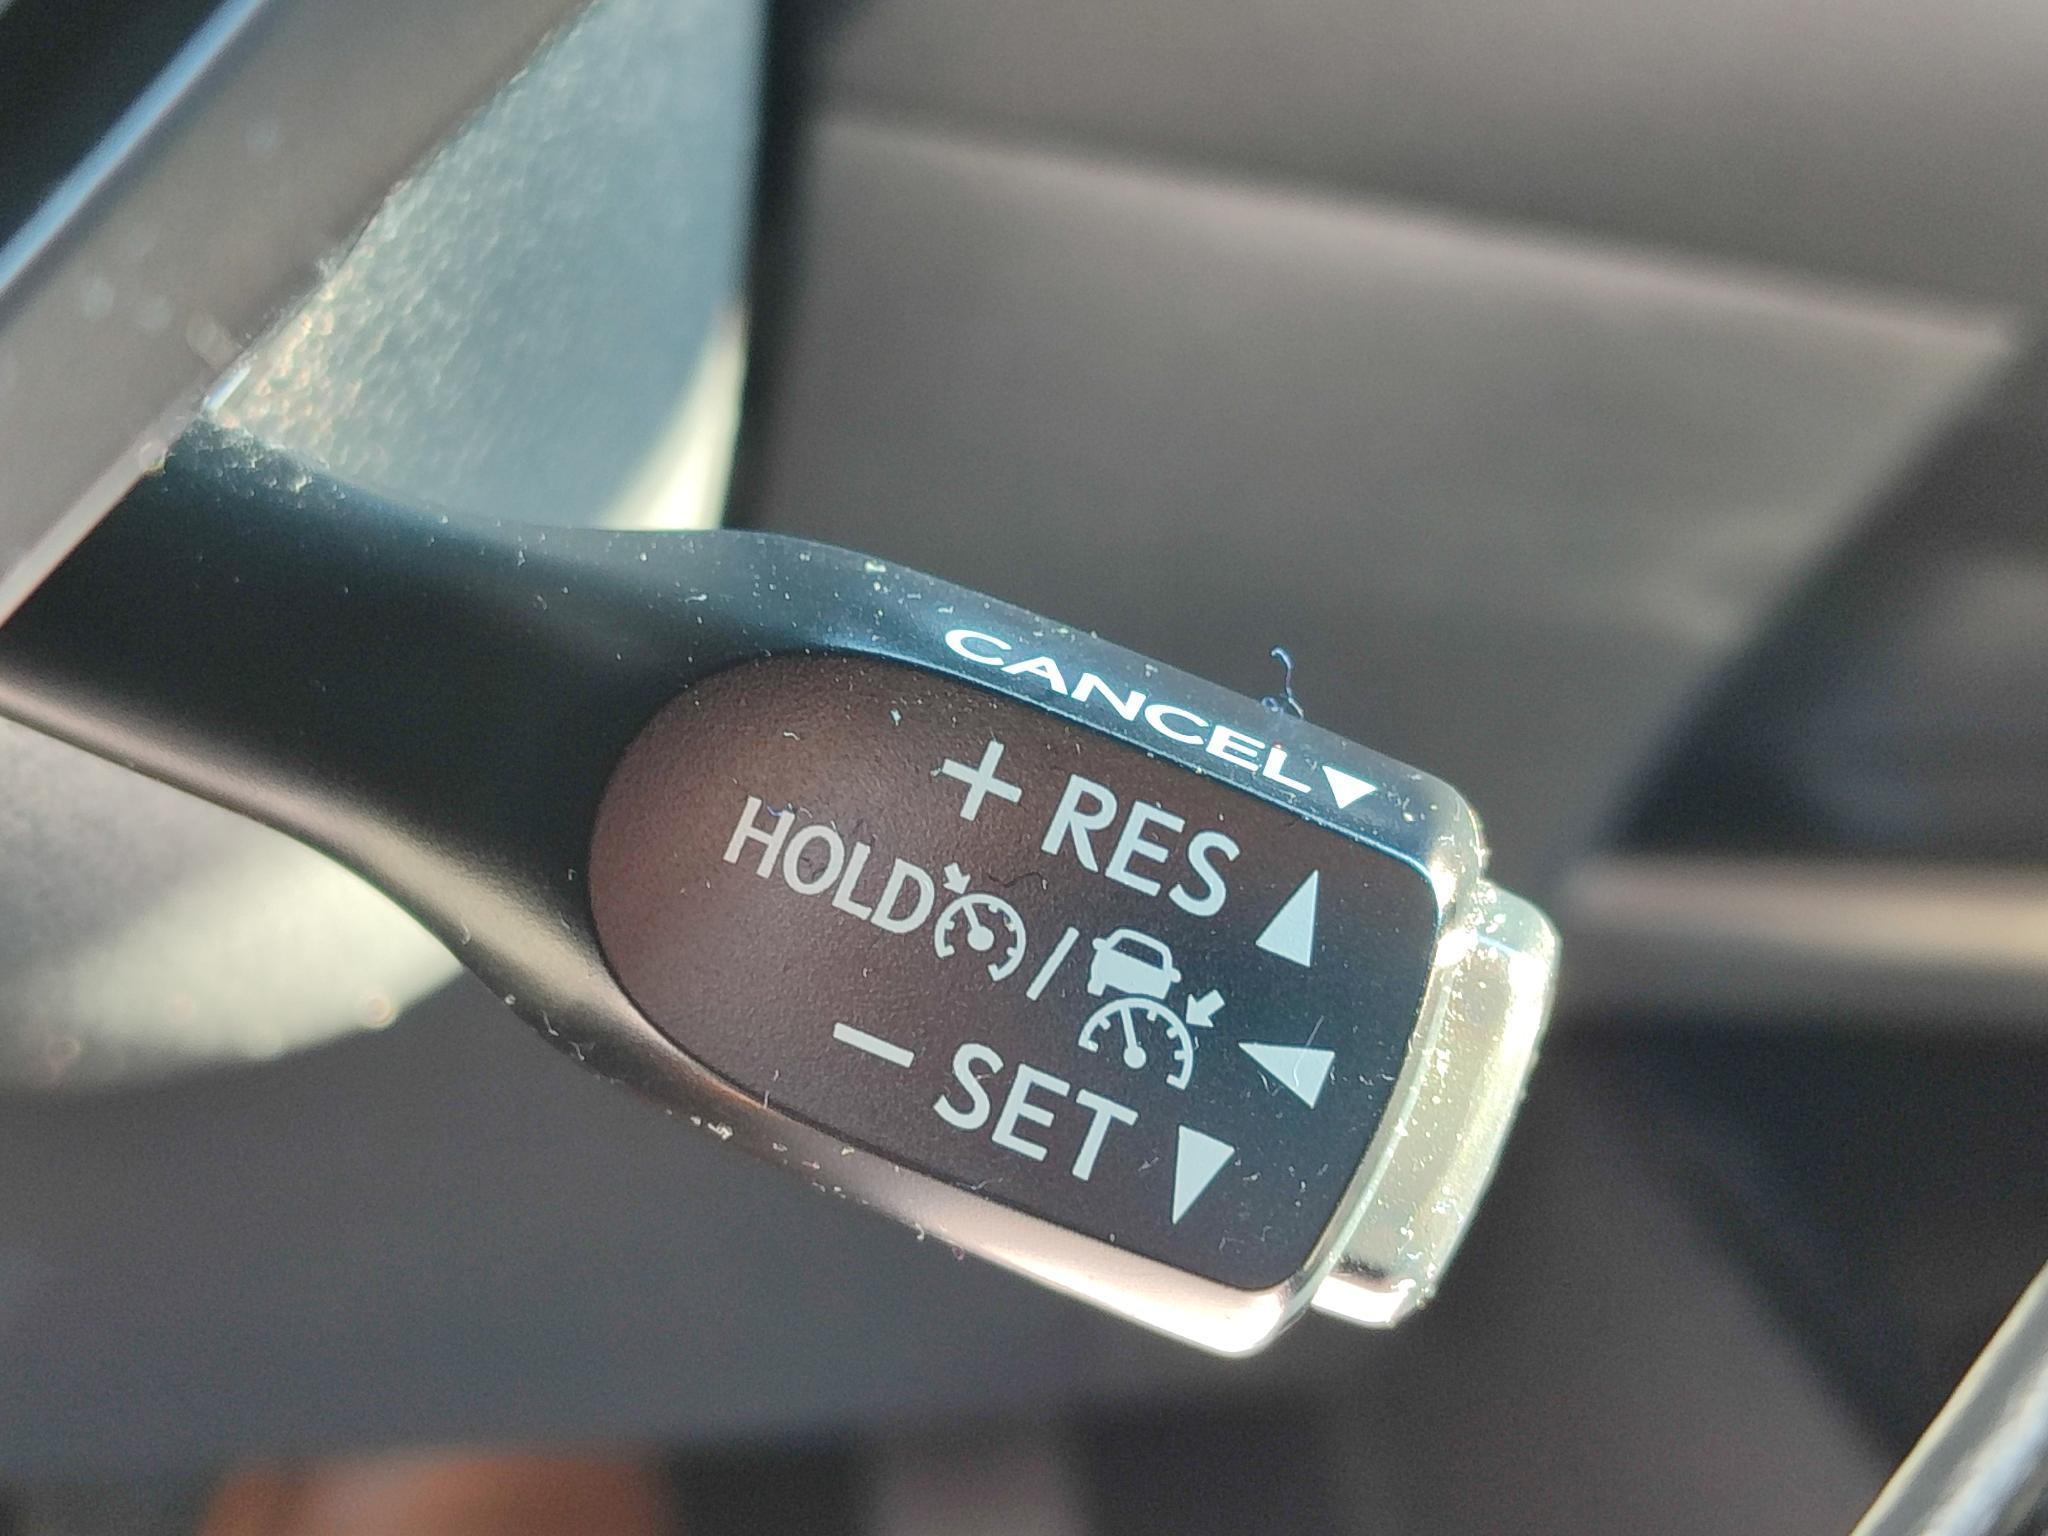 CANCEL▼
+ RES ▲
HOLD / ◀
− SET ▼